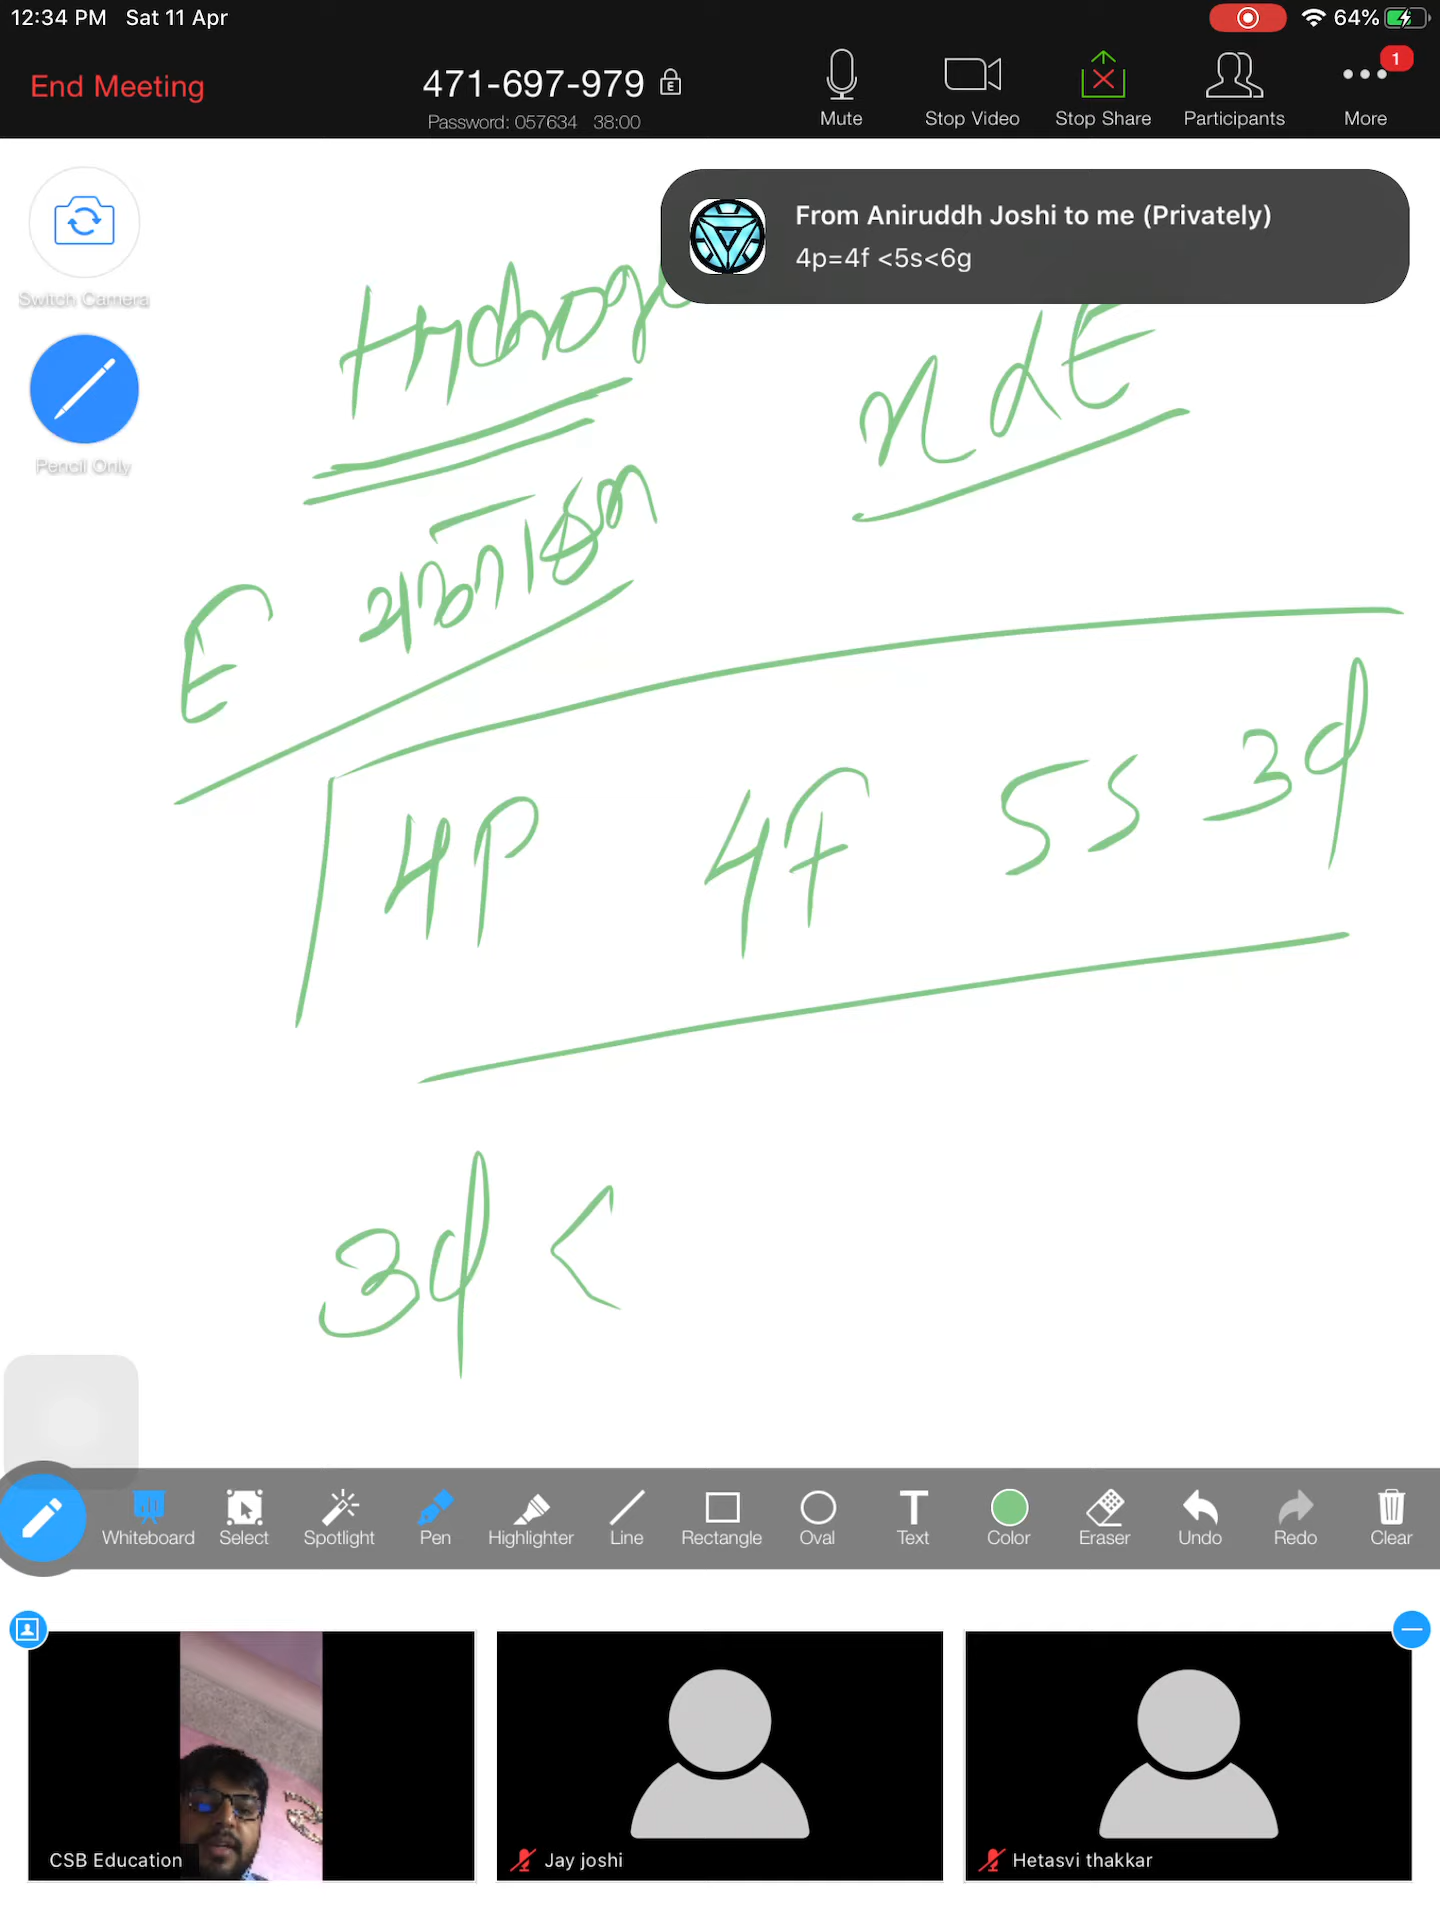 12:34 PM Sat 11 Apr
64%
End Meeting
471-697-979
Password: 057634 38:00
Mute
Stop Video
Stop Share
Participants
1
More
Switch Camera
Pencil Only
From Aniruddh Joshi to me (Privately)
4p=4f <5s<6g
n α E
E
4p 4f 5s 3d
3d <
Whiteboard
Select
Spotlight
Pen
Highlighter
Line
Rectangle
Oval
T
Text
Color
Eraser
Undo
Redo
Clear
CSB Education
Jay joshi
Hetasvi thakkar